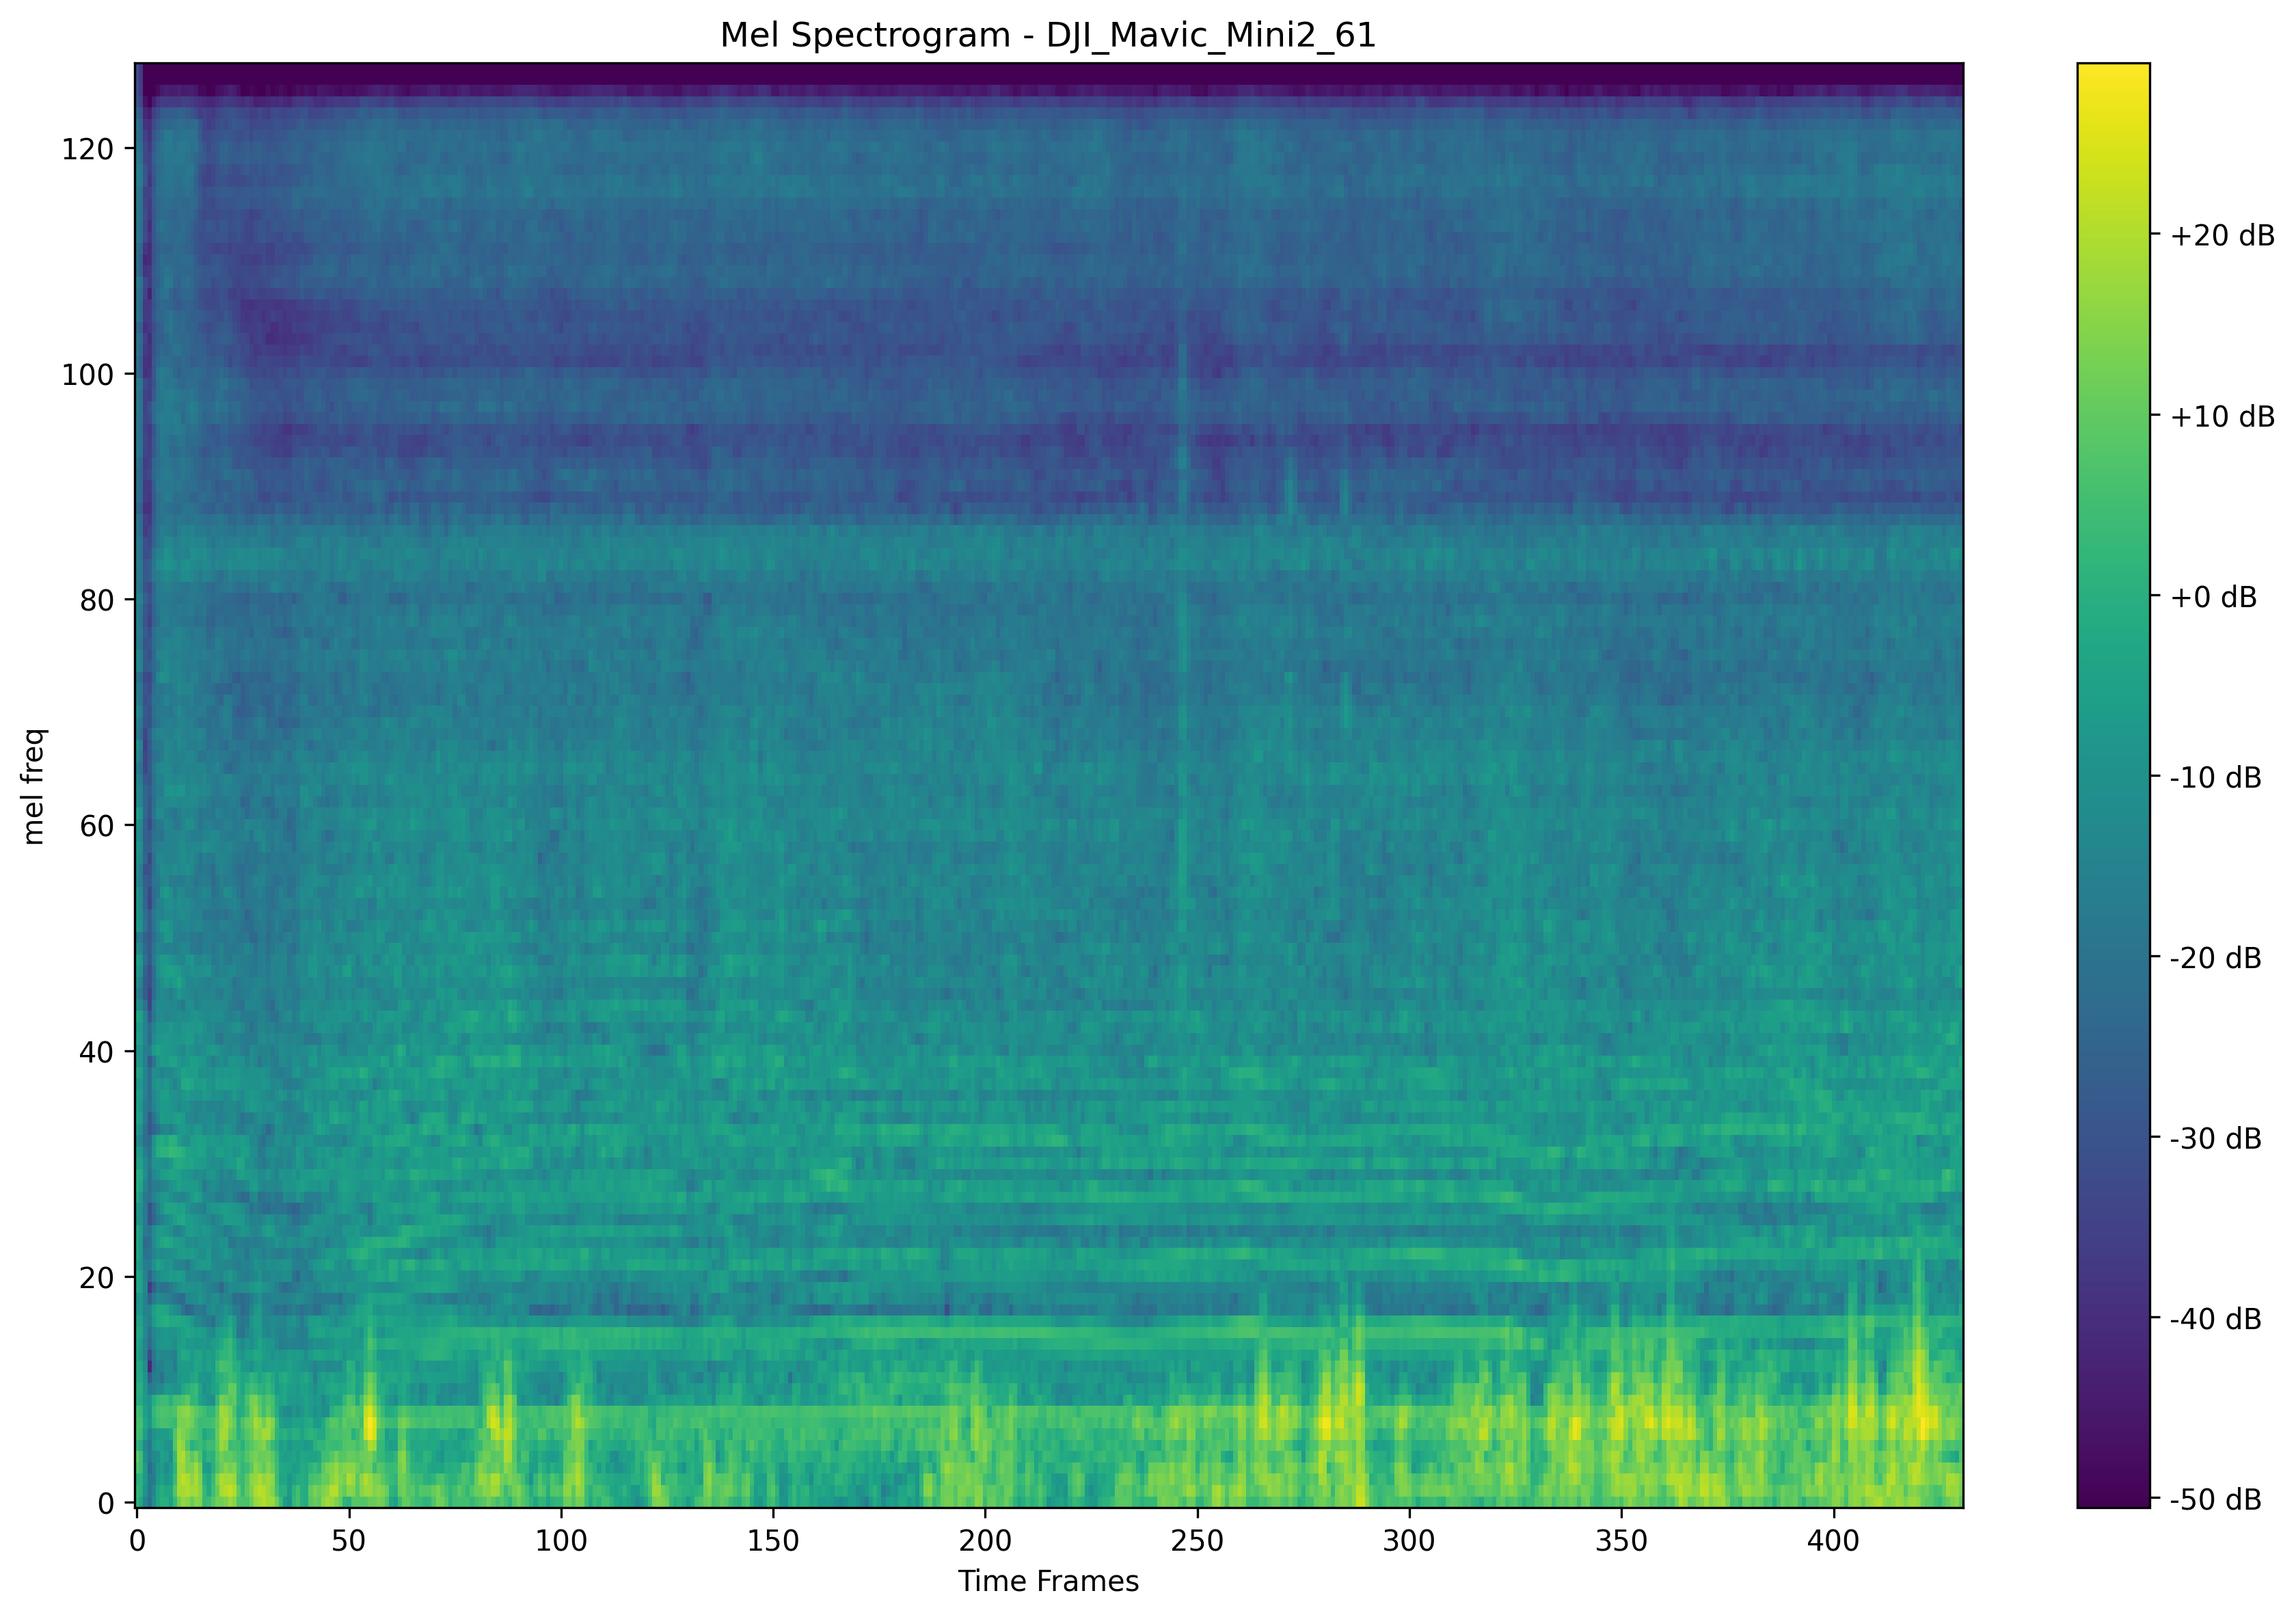 Mel Spectrogram - DJI_Mavic_Mini2_61
mel freq
120
100
80
60
40
20
0
0 50 100 150 200 250 300 350 400
Time Frames
+20 dB
+10 dB
+0 dB
-10 dB
-20 dB
-30 dB
-40 dB
-50 dB